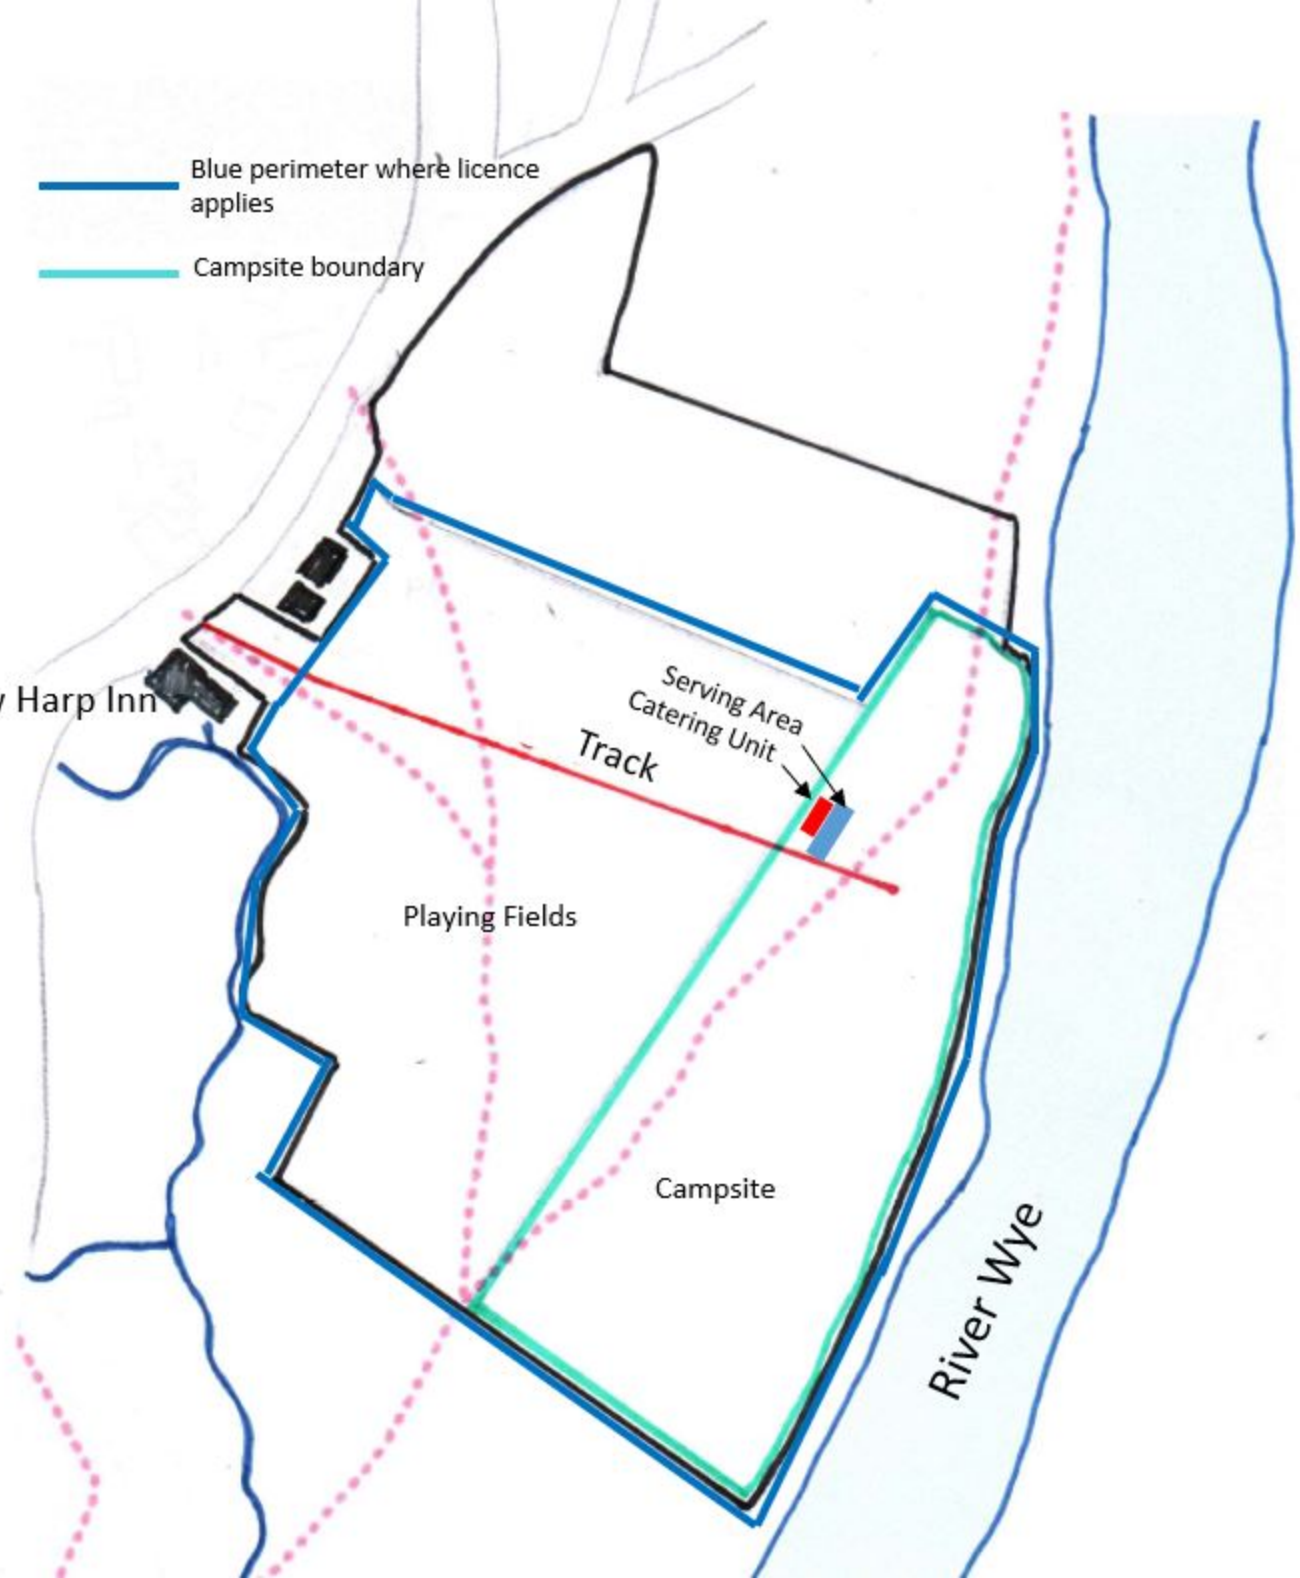 Blue perimeter where licence
applies
Campsite boundary
Serving Area
Catering Unit
Harp Inn
Track
Playing Fields
Campsite
River Wye